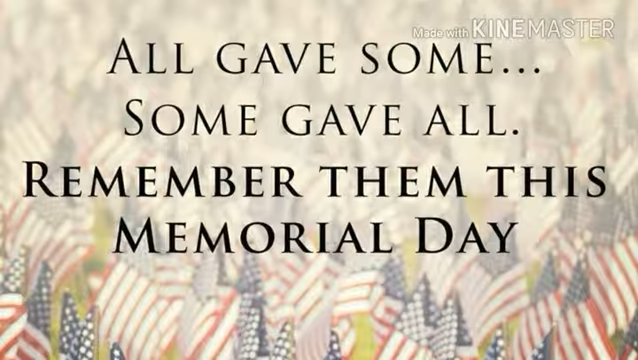 Made with KINEMASTER
ALL GAVE SOME...
SOME GAVE ALL.
REMEMBER THEM THIS
MEMORIAL DAY